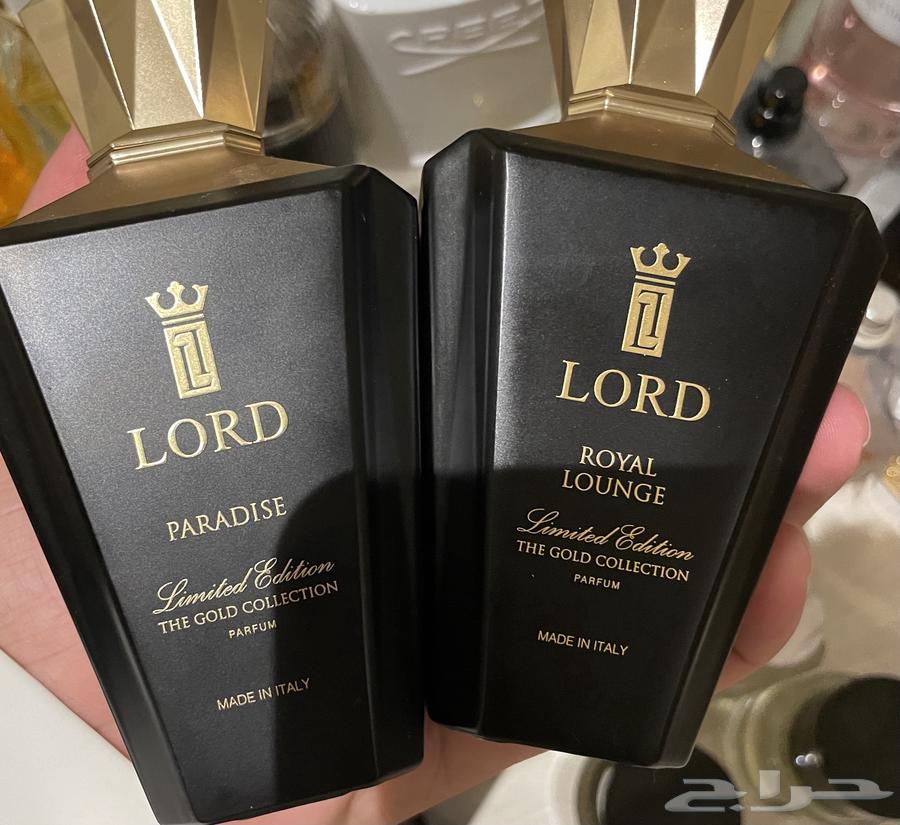 CREED
LORD
PARADISE
Limited Edition
THE GOLD COLLECTION
PARFUM
MADE IN ITALY
LORD
ROYAL
LOUNGE
Limited Edition
THE GOLD COLLECTION
PARFUM
MADE IN ITALY
حراج